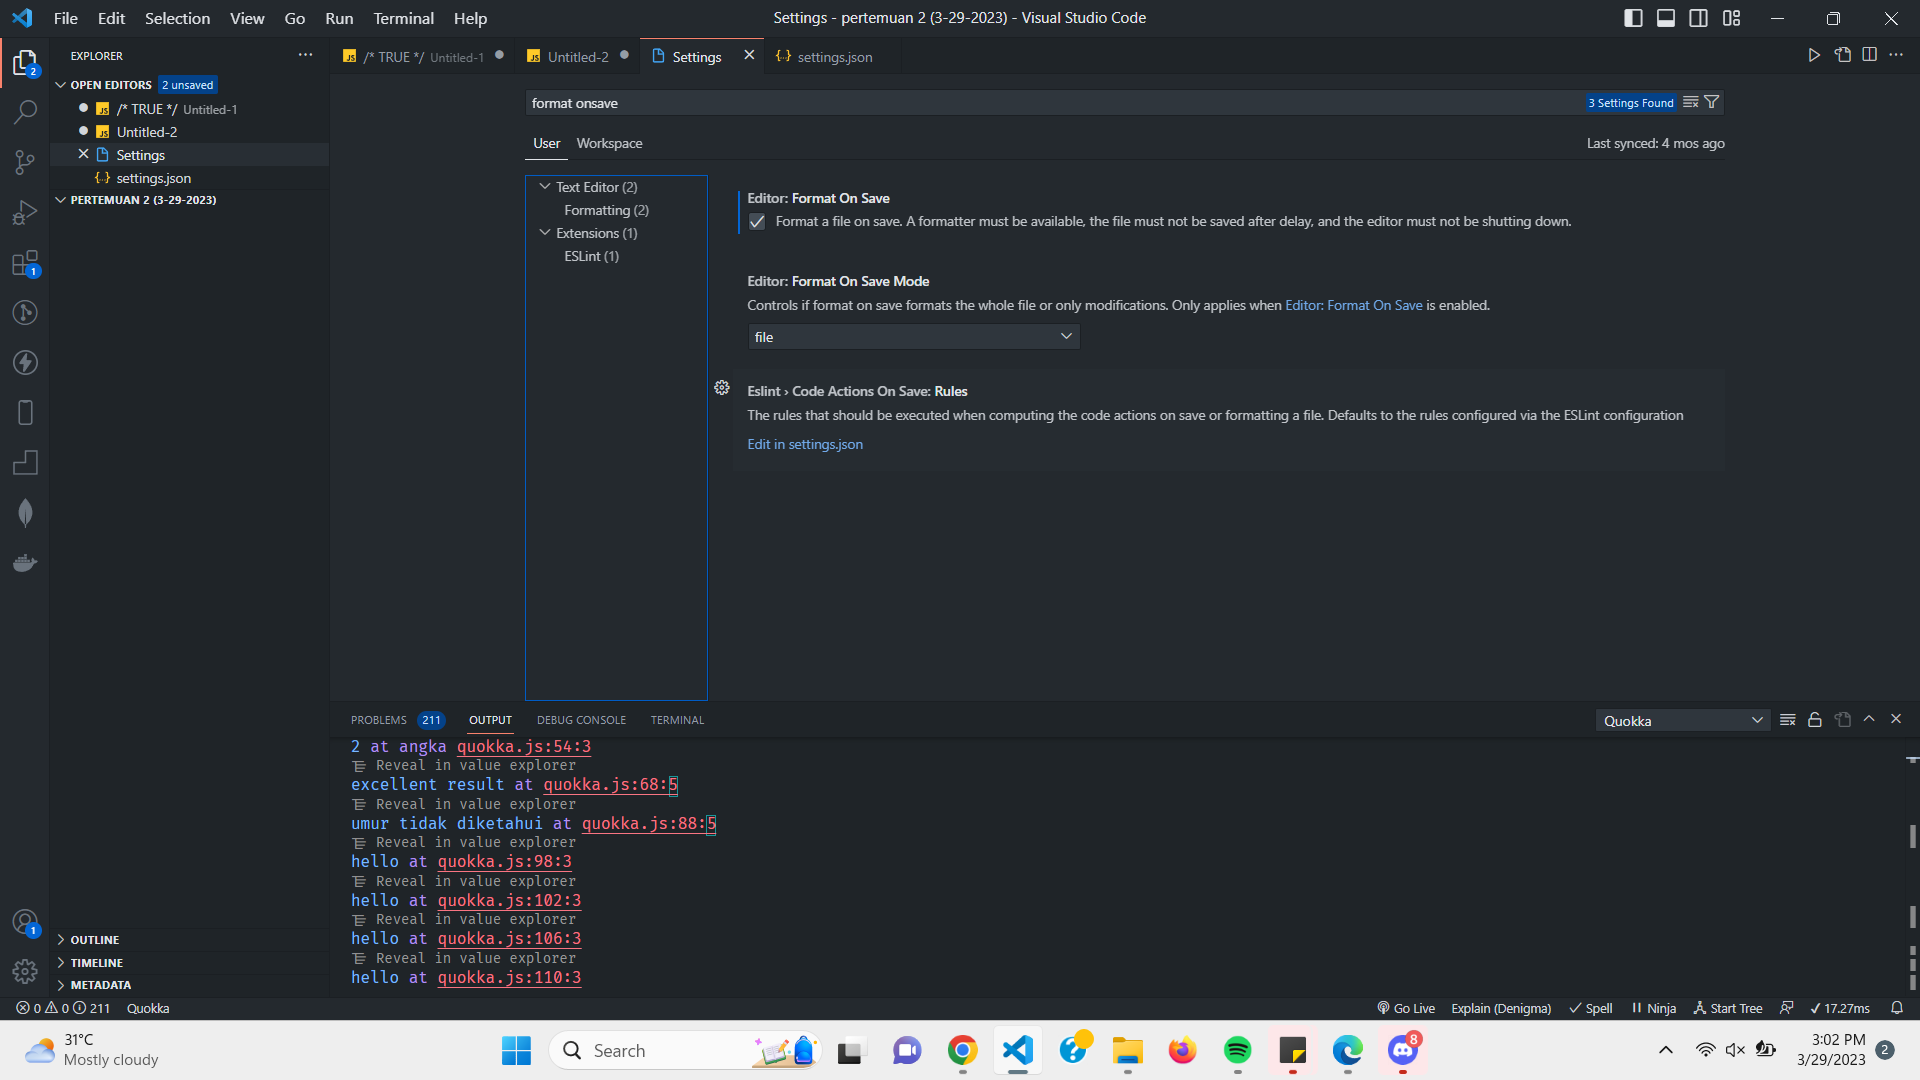 File Edit Selection View Go Run Terminal Help
Settings - pertemuan 2 (3-29-2023) - Visual Studio Code
EXPLORER
OPEN EDITORS 2 unsaved
/* TRUE */ Untitled-1
Untitled-2
Settings
settings.json
PERTEMUAN 2 (3-29-2023)
2
1
1
OUTLINE
TIMELINE
METADATA
/* TRUE */ Untitled-1 Untitled-2 Settings settings.json
format onsave
3 Settings Found
User Workspace
Last synced: 4 mos ago
Text Editor (2)
Formatting (2)
Extensions (1)
ESLint (1)
Editor: Format On Save
Format a file on save. A formatter must be available, the file must not be saved after delay, and the editor must not be shutting down.
Editor: Format On Save Mode
Controls if format on save formats the whole file or only modifications. Only applies when Editor: Format On Save is enabled.
file
Eslint › Code Actions On Save: Rules
The rules that should be executed when computing the code actions on save or formatting a file. Defaults to the rules configured via the ESLint configuration
Edit in settings.json
PROBLEMS 211 OUTPUT DEBUG CONSOLE TERMINAL
Quokka
2 at angka quokka.js:54:3
Reveal in value explorer
excellent result at quokka.js:68:5
Reveal in value explorer
umur tidak diketahui at quokka.js:88:5
Reveal in value explorer
hello at quokka.js:98:3
Reveal in value explorer
hello at quokka.js:102:3
Reveal in value explorer
hello at quokka.js:106:3
Reveal in value explorer
hello at quokka.js:110:3
0 0 211 Quokka
Go Live Explain (Denigma) Spell Ninja Start Tree 17.27ms
31°C
Mostly cloudy
Search
8
3:02 PM
3/29/2023
2